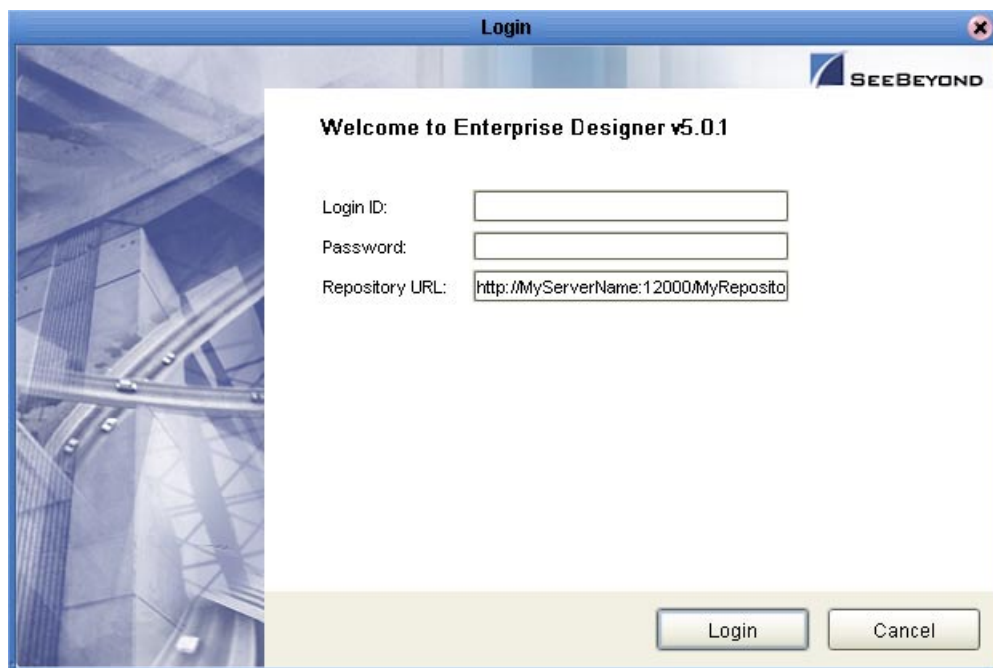 Login
SEEBEYOND
Welcome to Enterprise Designer v5.0.1
Login ID:
Password:
Repository URL: http://MyServerName:12000/MyReposito
Login Cancel